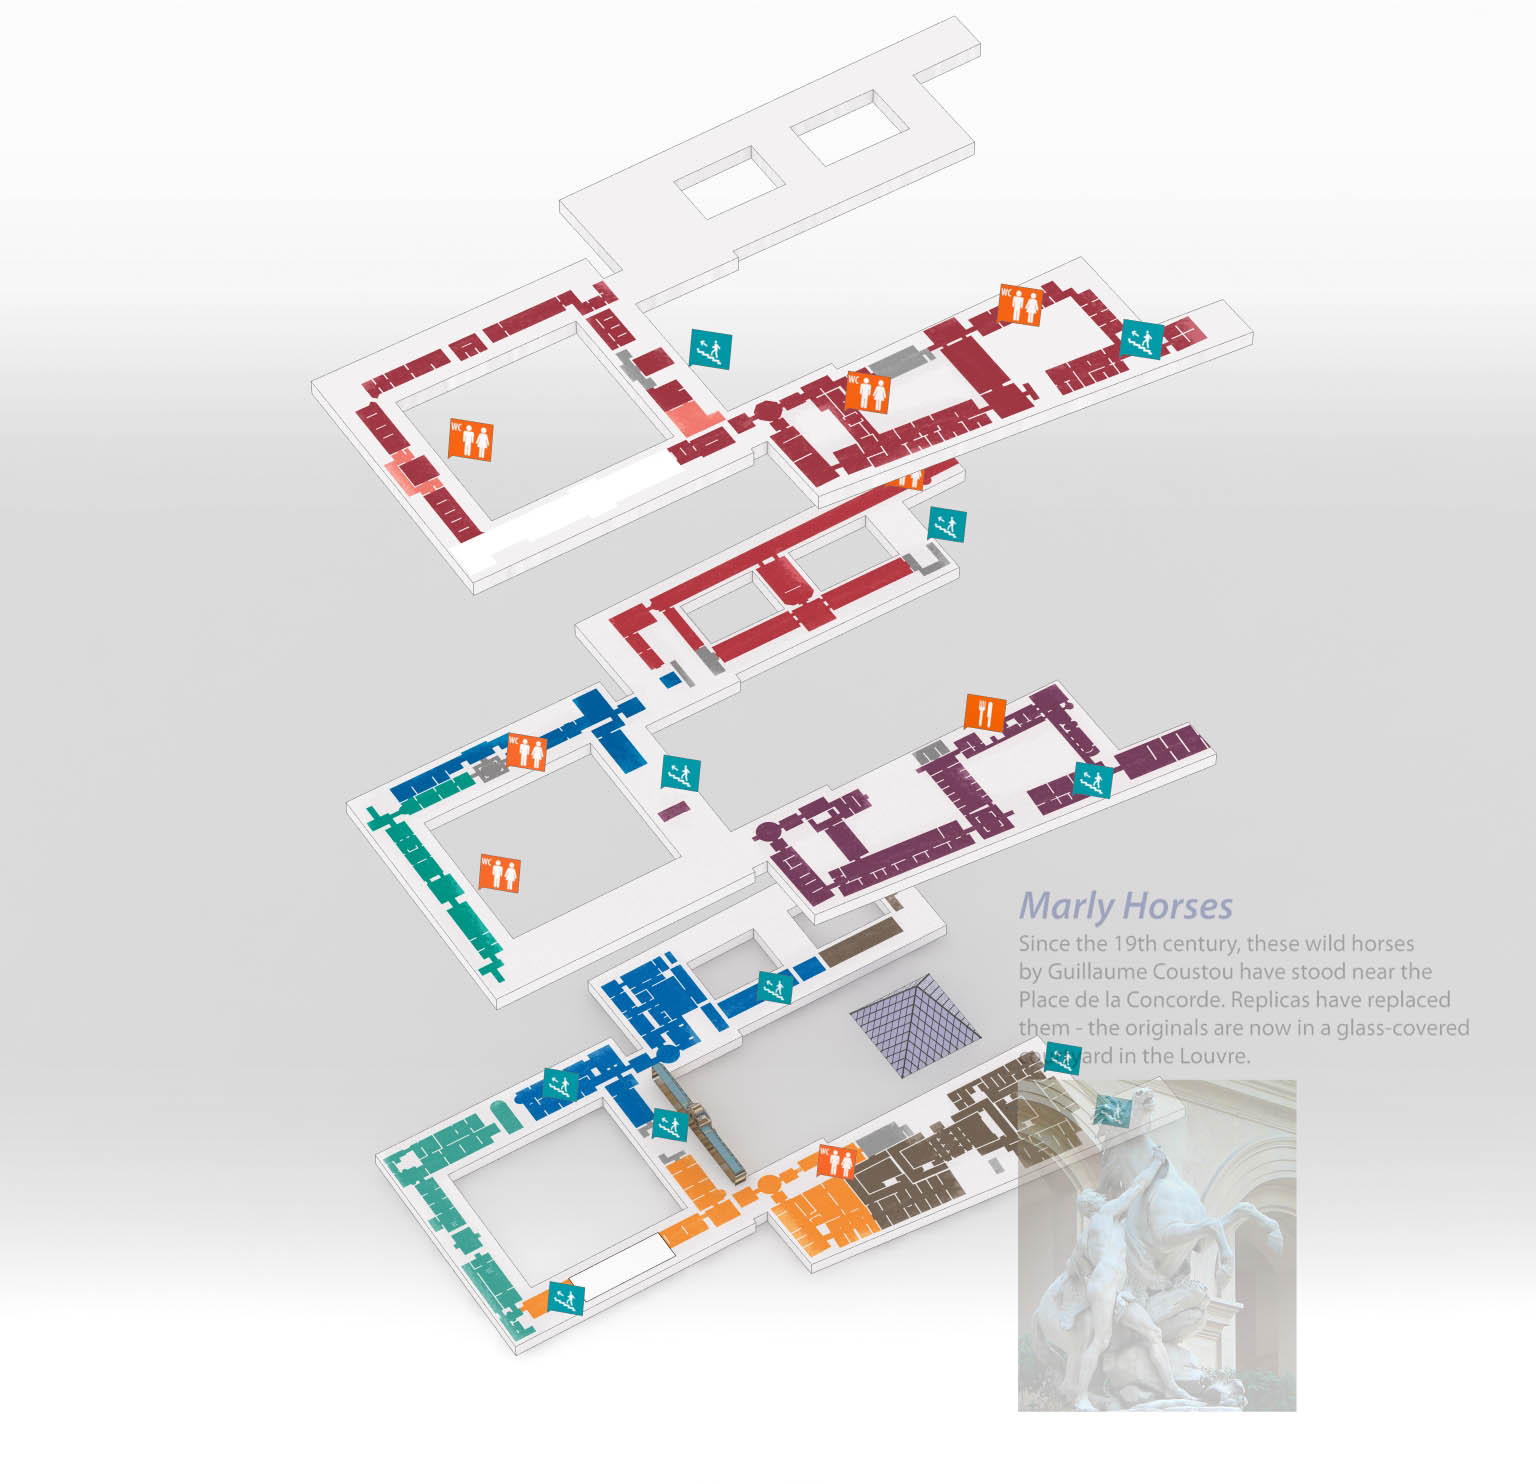 WC
WC
WC
WC
WC
Marly Horses
Since the 19th century, these wild horses
by Guillaume Coustou have stood near the
Place de la Concorde. Replicas have replaced
them - the originals are now in a glass-covered
courtyard in the Louvre.
WC